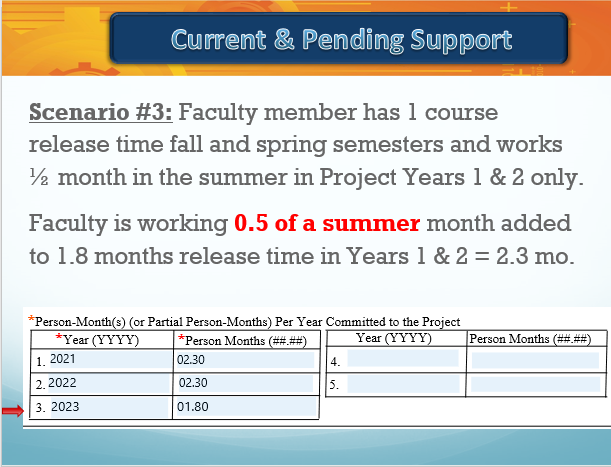 Current & Pending Support
Scenario #3: Faculty member has 1 course
release time fall and spring semesters and works
½ month in the summer in Project Years 1 & 2 only.
Faculty is working 0.5 of a summer month added
to 1.8 months release time in Years 1 & 2 = 2.3 mo.
*Person-Month(s) (or Partial Person-Months) Per Year Committed to the Project
*Year (YYYY) *Person Months (##.##) Year (YYYY) Person Months (##.##)
1. 2021 02.30 4.
2. 2022 02.30 5.
3. 2023 01.80